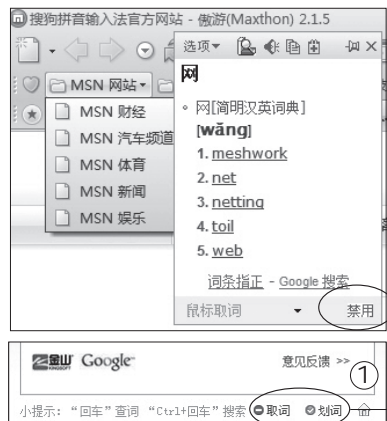 搜狗拼音输入法官方网站 - 傲游(Maxthon) 2.1.5
选项
网
MSN 网站
网[简明汉英词典]
[wǎng]
MSN 财经
1. meshwork
MSN 汽车频道
2. net
MSN 体育
3. netting
MSN 新闻
4. toil
MSN 娱乐
5. web
词条指正 - Google 搜索
鼠标取词
禁用
金山 Google
KINGSOFT
意见反馈 >>
1
小提示: “回车”查词 “Ctrl+回车”搜索
取词
划词